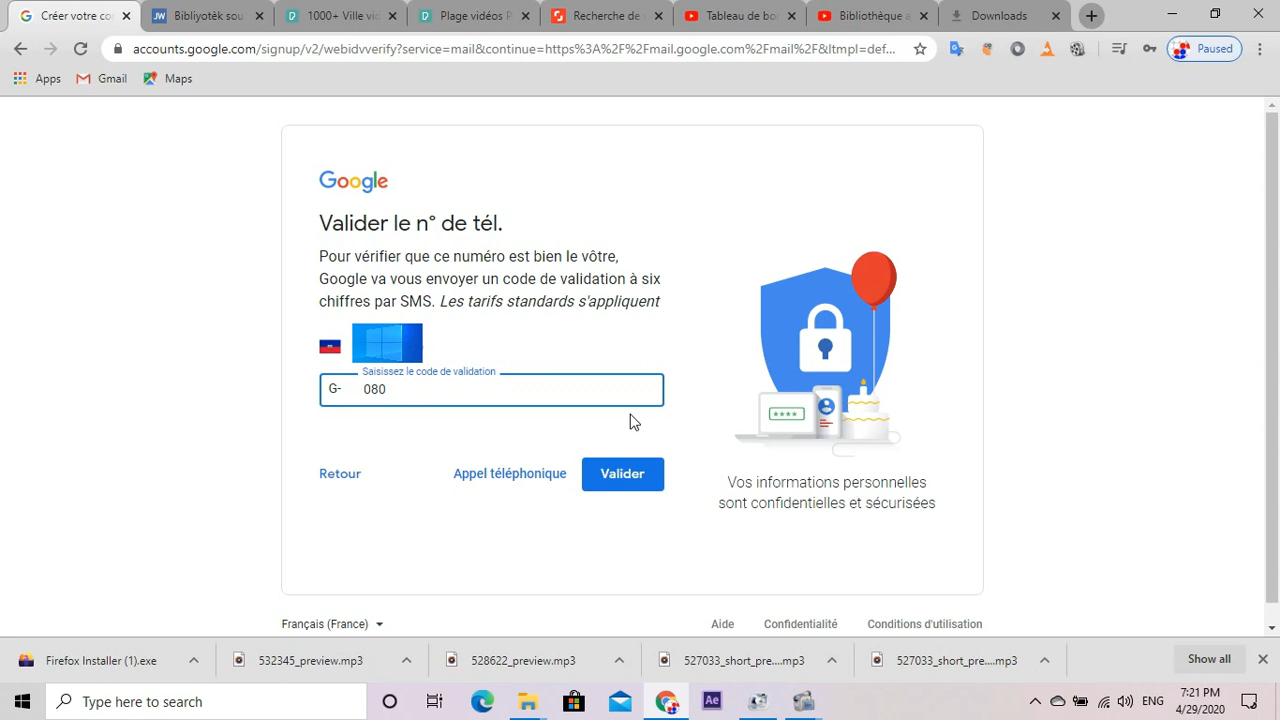 Créer votre con
Bibliyotèk sou
1000+ Ville vid
Plage vidéos P
Recherche de v
Tableau de bor
Bibliothèque a
Downloads
accounts.google.com/signup/v2/webidvverify?service=mail&continue=https%3A%2F%2Fmail.google.com%2Fmail%2F&ltmpl=def...
Paused
Apps
Gmail
Maps
Google
Valider le n° de tél.
Pour vérifier que ce numéro est bien le vôtre,
Google va vous envoyer un code de validation à six
chiffres par SMS. Les tarifs standards s'appliquent
Saisissez le code de validation
G- 080
Retour
Appel téléphonique
Valider
Vos informations personnelles
sont confidentielles et sécurisées
Français (France)
Aide
Confidentialité
Conditions d'utilisation
Firefox Installer (1).exe
532345_preview.mp3
528622_preview.mp3
527033_short_pre....mp3
527033_short_pre....mp3
Show all
Type here to search
Ae
ENG
7:21 PM
4/29/2020